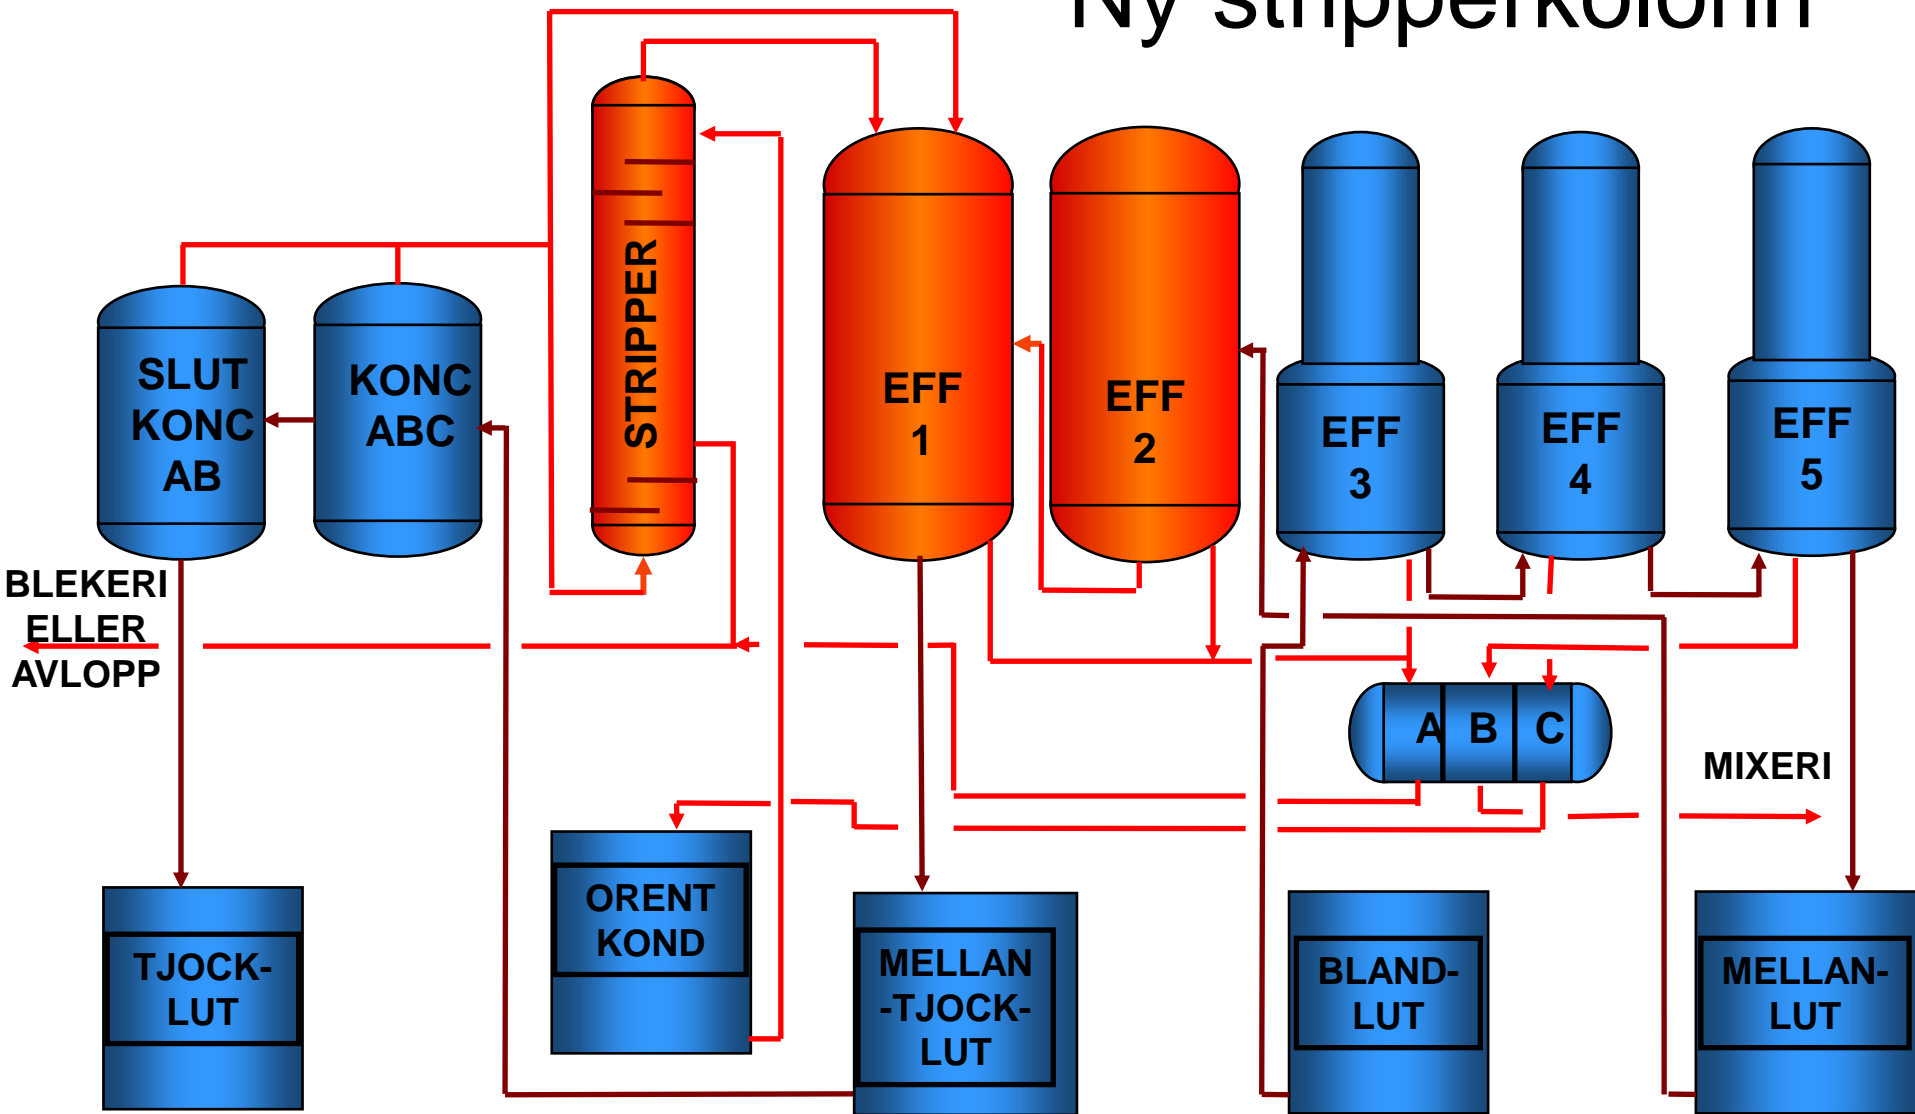 Ny stripperkolonn
STRIPPER
SLUT
KONC
AB
KONC
ABC
EFF
1
EFF
2
EFF
3
EFF
4
EFF
5
BLEKERI
ELLER
AVLOPP
A B C
MIXERI
TJOCK-
LUT
ORENT
KOND
MELLAN
-TJOCK-
LUT
BLAND-
LUT
MELLAN-
LUT